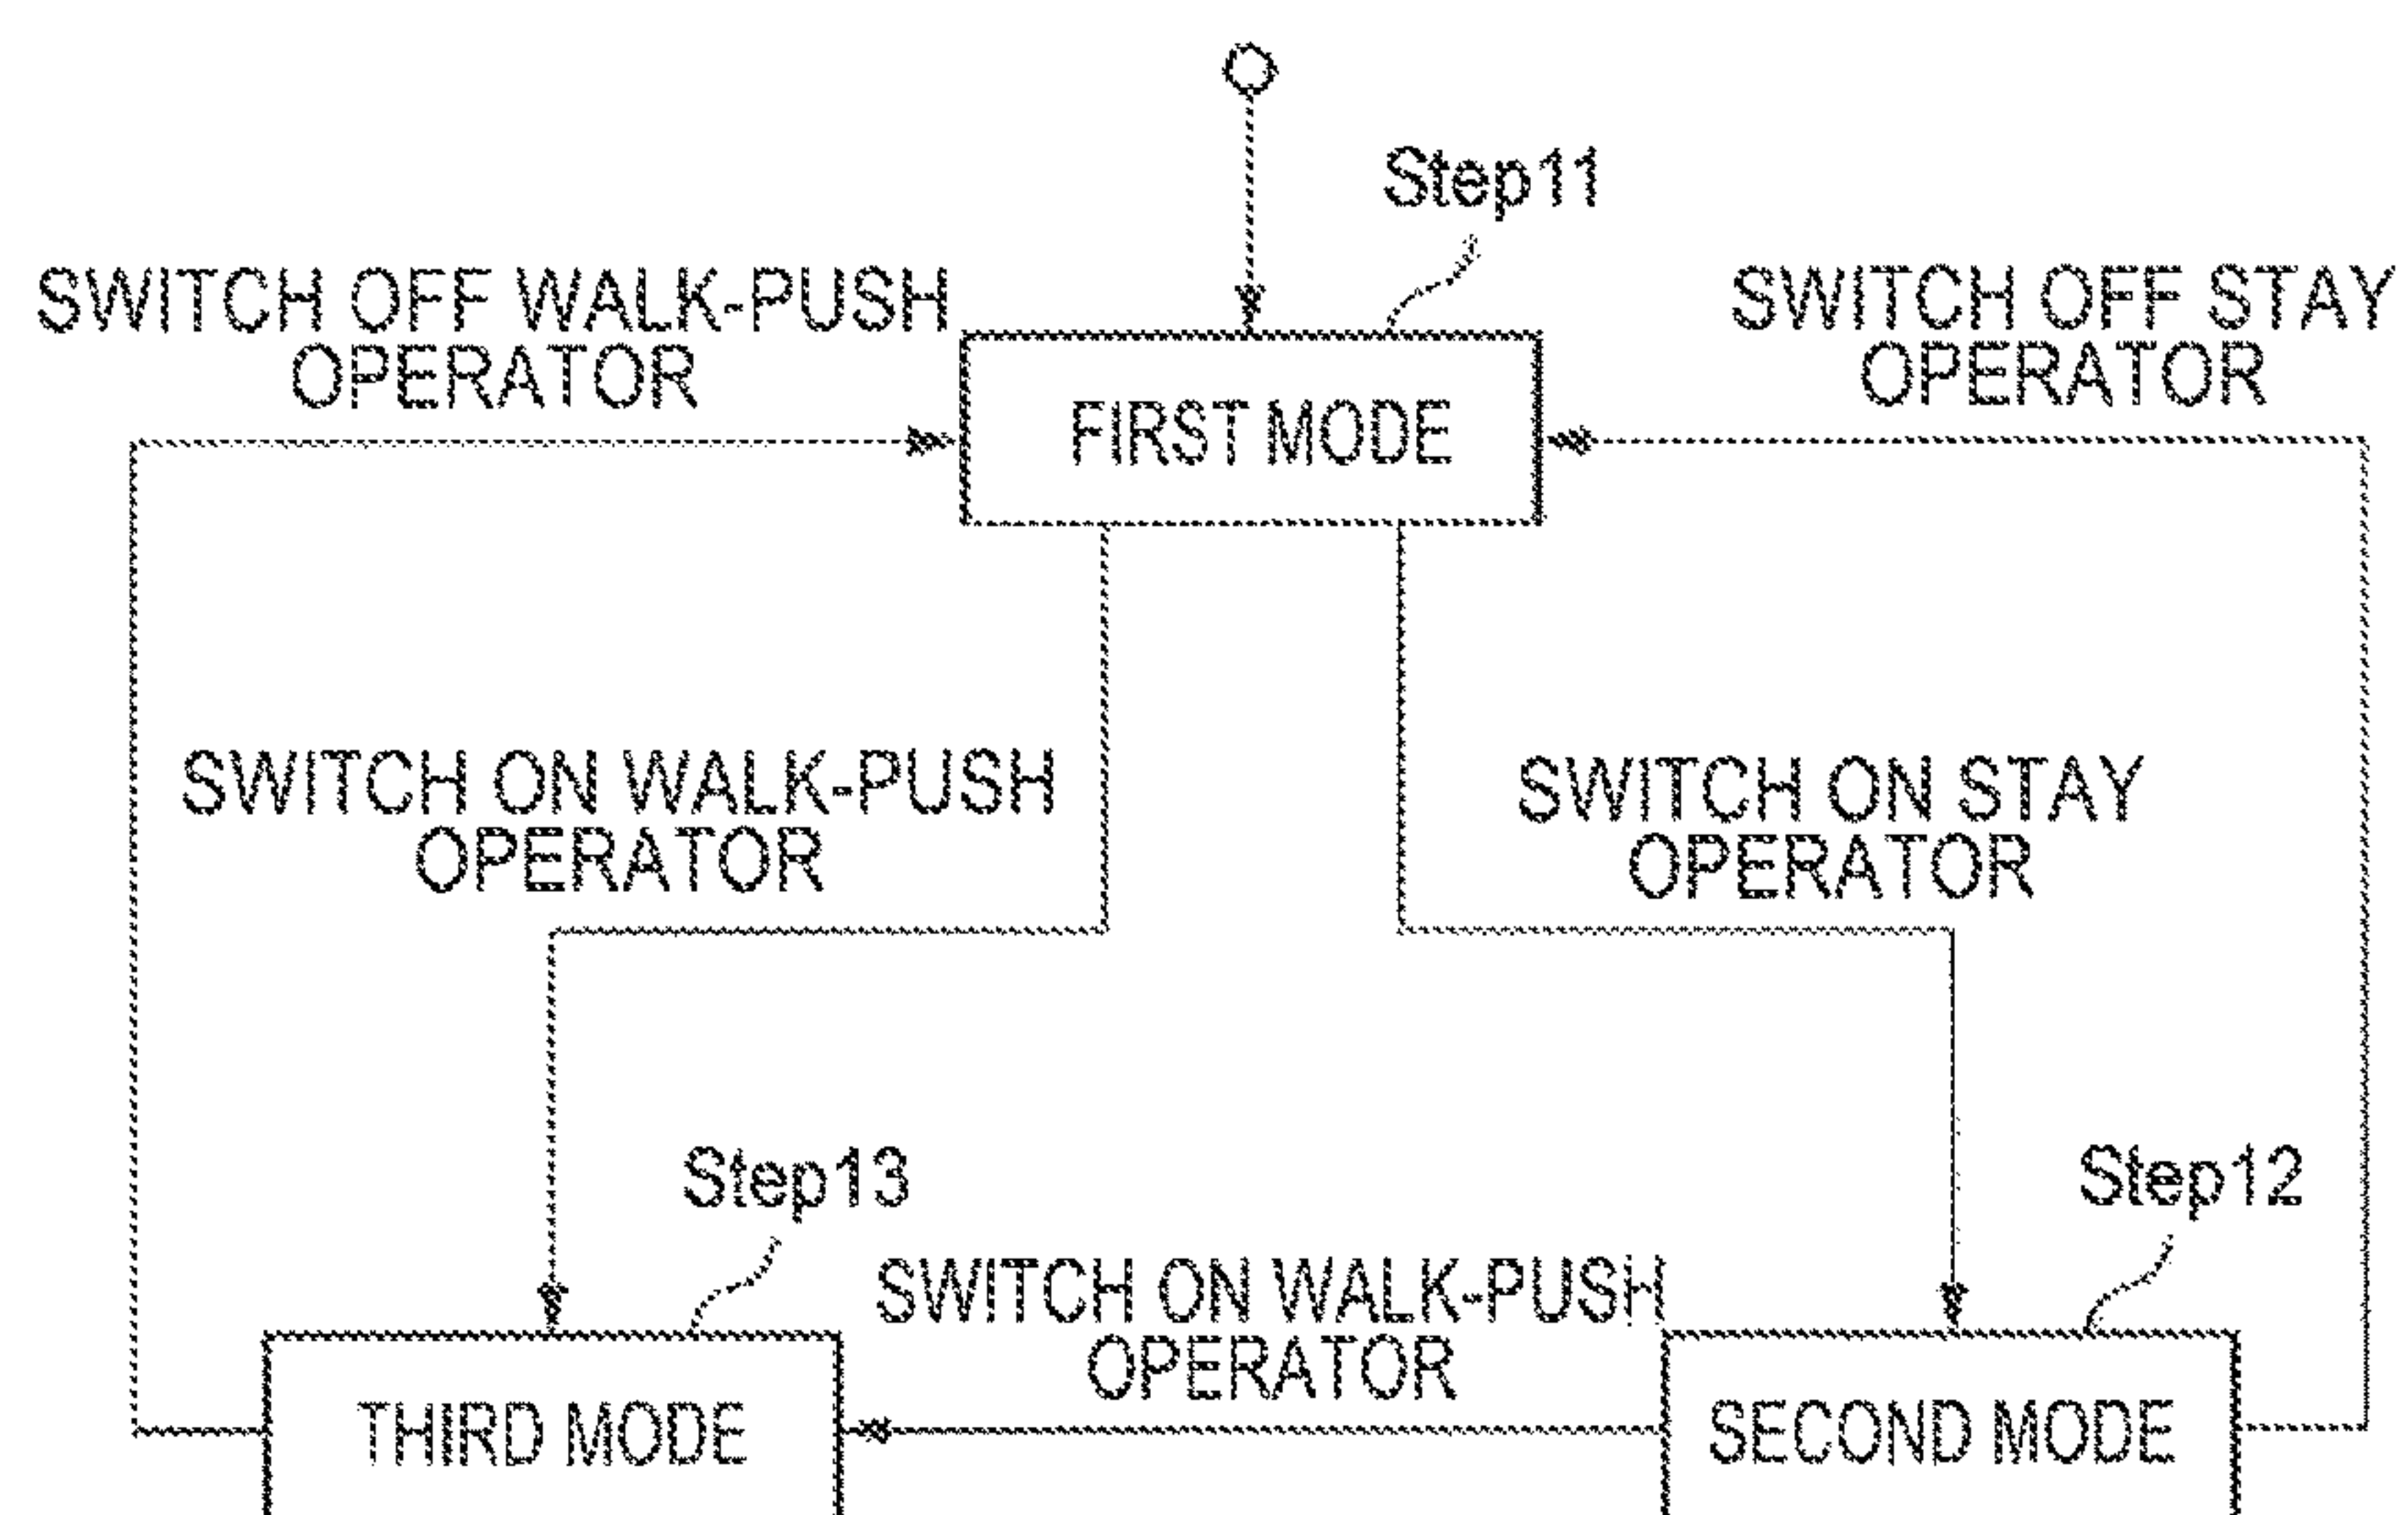 Step11
SWITCH OFF WALK-PUSH
OPERATOR
SWITCH OFF STAY
OPERATOR
FIRST MODE
SWITCH ON WALK-PUSH
OPERATOR
SWITCH ON STAY
OPERATOR
Step13
Step12
SWITCH ON WALK-PUSH
OPERATOR
THIRD MODE
SECOND MODE